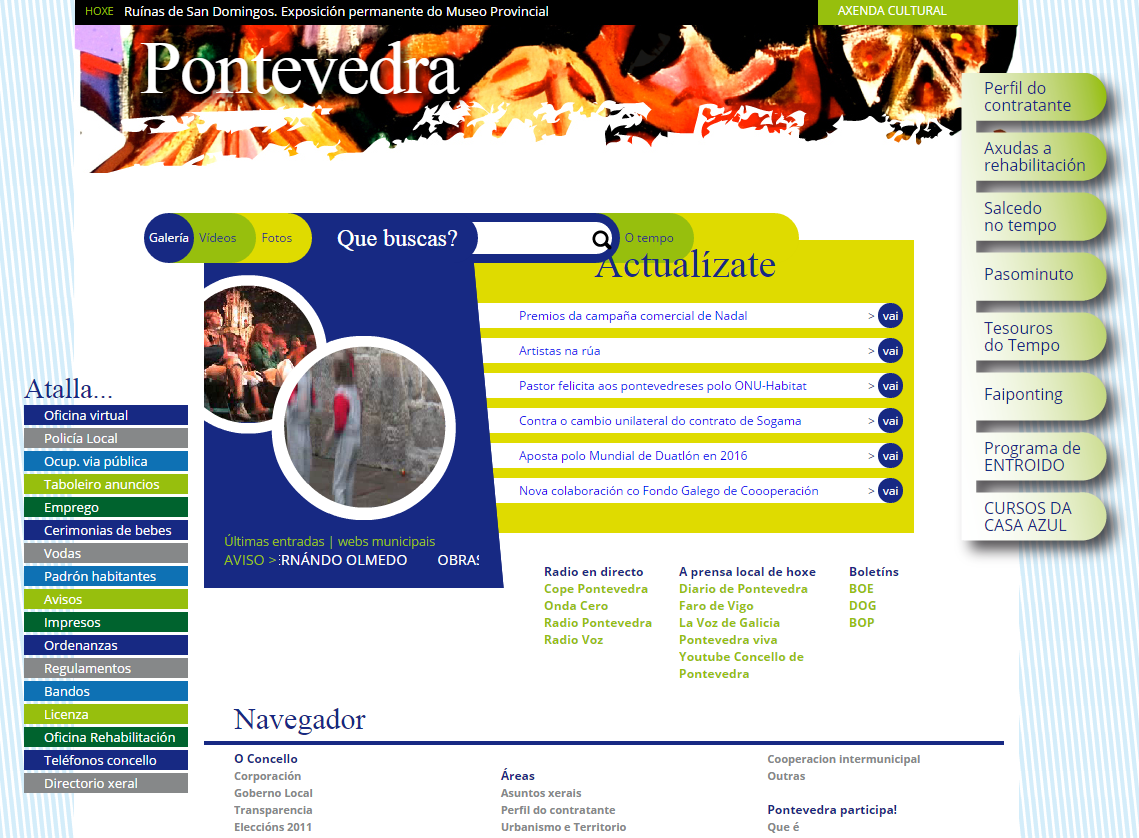 HOXE Ruínas de San Domingos. Exposición permanente do Museo Provincial
AXENDA CULTURAL
Pontevedra
Perfil do
contratante
Axudas a
rehabilitación
Salcedo
no tempo
Pasominuto
Tesouros
do Tempo
Faiponting
Programa de
ENTROIDO
CURSOS DA
CASA AZUL
Galería Vídeos Fotos
Que buscas?
O tempo
Actualízate
Premios da campaña comercial de Nadal > vai
Artistas na rúa > vai
Pastor felicita aos pontevedreses polo ONU-Habitat > vai
Contra o cambio unilateral do contrato de Sogama > vai
Aposta polo Mundial de Duatlón en 2016 > vai
Nova colaboración co Fondo Galego de Coooperación > vai
Últimas entradas | webs municipais
AVISO > RNÁNDO OLMEDO OBRAS
Atalla...
Oficina virtual
Policía Local
Ocup. via pública
Taboleiro anuncios
Emprego
Cerimonias de bebes
Vodas
Padrón habitantes
Avisos
Impresos
Ordenanzas
Regulamentos
Bandos
Licenza
Oficina Rehabilitación
Teléfonos concello
Directorio xeral
Radio en directo
Cope Pontevedra
Onda Cero
Radio Pontevedra
Radio Voz
A prensa local de hoxe
Diario de Pontevedra
Faro de Vigo
La Voz de Galicia
Pontevedra viva
Youtube Concello de
Pontevedra
Boletíns
BOE
DOG
BOP
Navegador
O Concello
Corporación
Goberno Local
Transparencia
Eleccións 2011
Áreas
Asuntos xerais
Perfil do contratante
Urbanismo e Territorio
Cooperacion intermunicipal
Outras
Pontevedra participa!
Que é